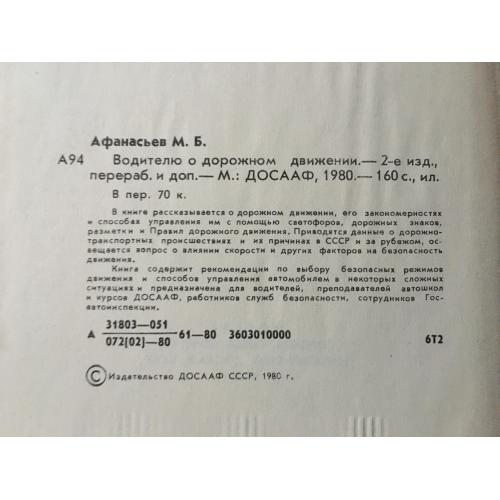 Афанасьев М. Б.
А94 Водителю о дорожном движении.— 2-е изд.,
перераб. и доп.— М.: ДОСААФ, 1980.— 160 с., ил.
В пер. 70 к.
В книге рассказывается о дорожном движении, его закономерностях
и способах управления им с помощью светофоров, дорожных знаков,
разметки и Правил дорожного движения. Приводятся данные о дорожно-
транспортных происшествиях и их причинах в СССР и за рубежом, ос-
вещается вопрос о влиянии скорости и других факторов на безопасность
движения.
Книга содержит рекомендации по выбору безопасных режимов
движения и способов управления автомобилем в некоторых сложных
ситуациях и предназначена для водителей, преподавателей автошкол
и курсов ДОСААФ, работников служб безопасности, сотрудников Гос-
автоинспекции.
31803—051
А 61—80 3603010000 6Т2
072(02)—80
© Издательство ДОСААФ СССР, 1980 г.